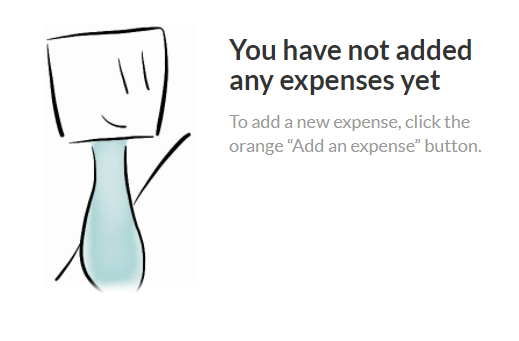 You have not added
any expenses yet
To add a new expense, click the
orange “Add an expense” button.